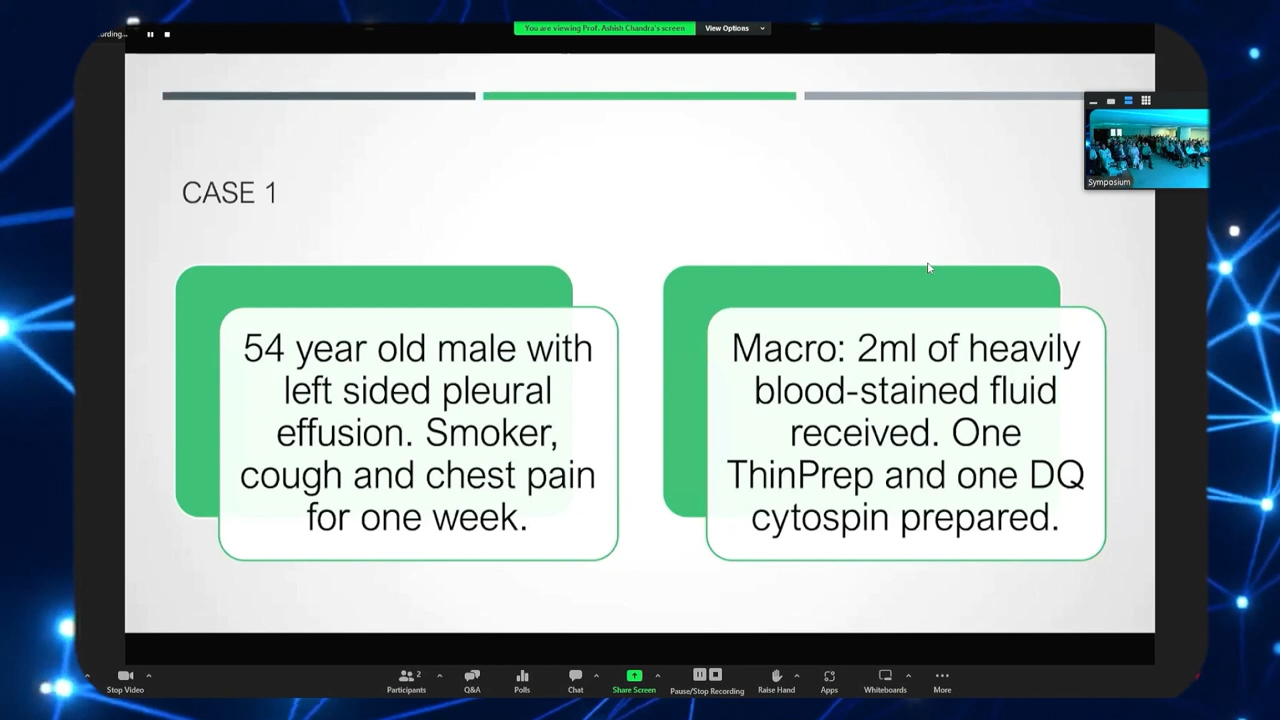 ording...
You are viewing Prof. Ashish Chandra's screen
View Options
Symposium
CASE 1
54 year old male with
left sided pleural
effusion. Smoker,
cough and chest pain
for one week.
Macro: 2ml of heavily
blood-stained fluid
received. One
ThinPrep and one DQ
cytospin prepared.
Stop Video
Participants
2
Q&A
Polls
Chat
Share Screen
Pause/Stop Recording
Raise Hand
Apps
Whiteboards
More